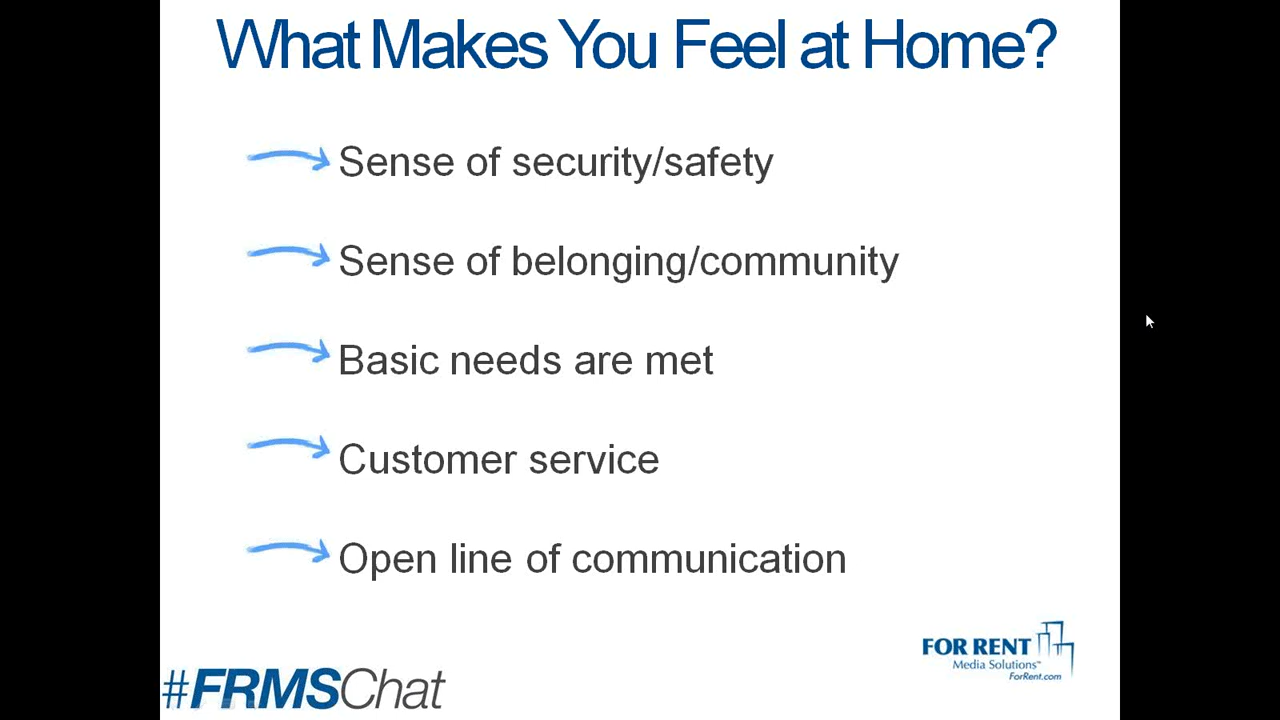 What Makes You Feel at Home?
Sense of security/safety
Sense of belonging/community
Basic needs are met
Customer service
Open line of communication
FOR RENT
Media Solutions™
ForRent.com
#FRMSChat